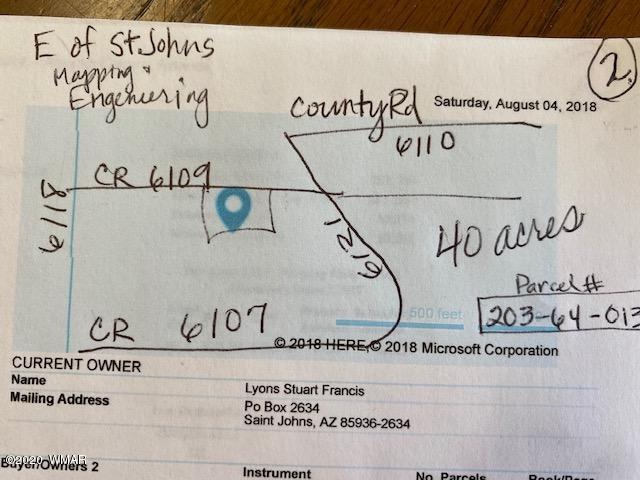 E of St. Johns
Mapping &
Engeneering
2.
County Rd
Saturday, August 04, 2018
6110
CR 6109
6118
6121
40 acres
Parcel #
203-64-013
500 feet
CR 6107
© 2018 HERE, © 2018 Microsoft Corporation
CURRENT OWNER
Name
Lyons Stuart Francis
Mailing Address
Po Box 2634
Saint Johns, AZ 85936-2634
©2020 WMAR
Buyer/Owners 2
Instrument
No. Parcels
Book/Page